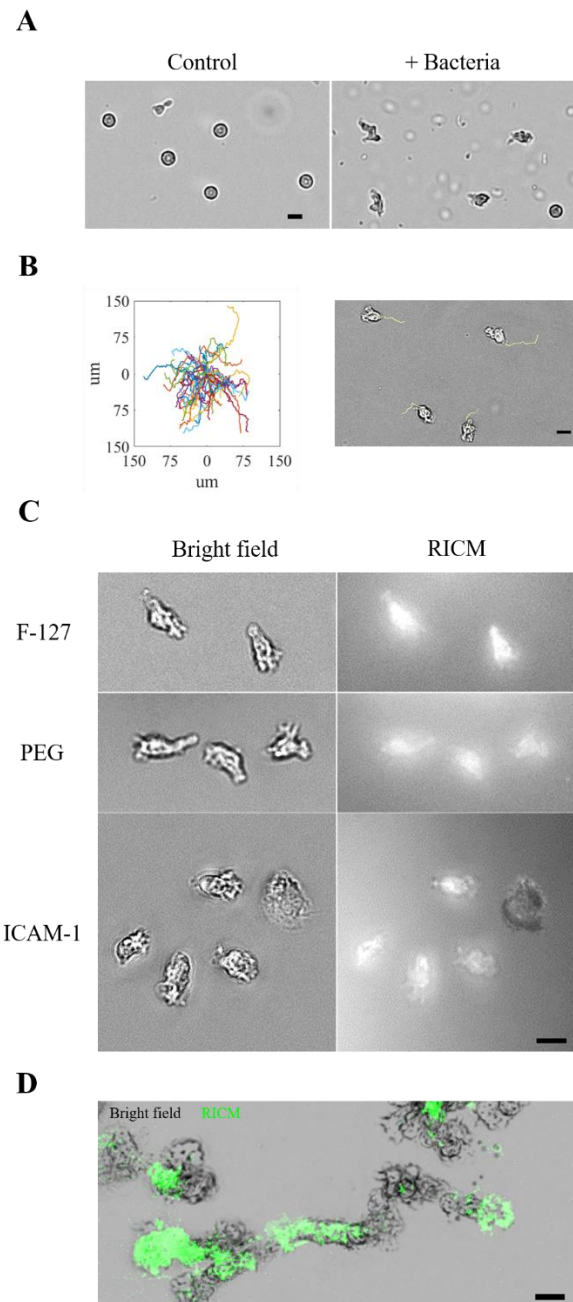 A
Control
+ Bacteria
B
150
75
0
75
150
um
150 75 0 75 150
um
C
Bright field
RICM
F-127
PEG
ICAM-1
D
Bright field RICM